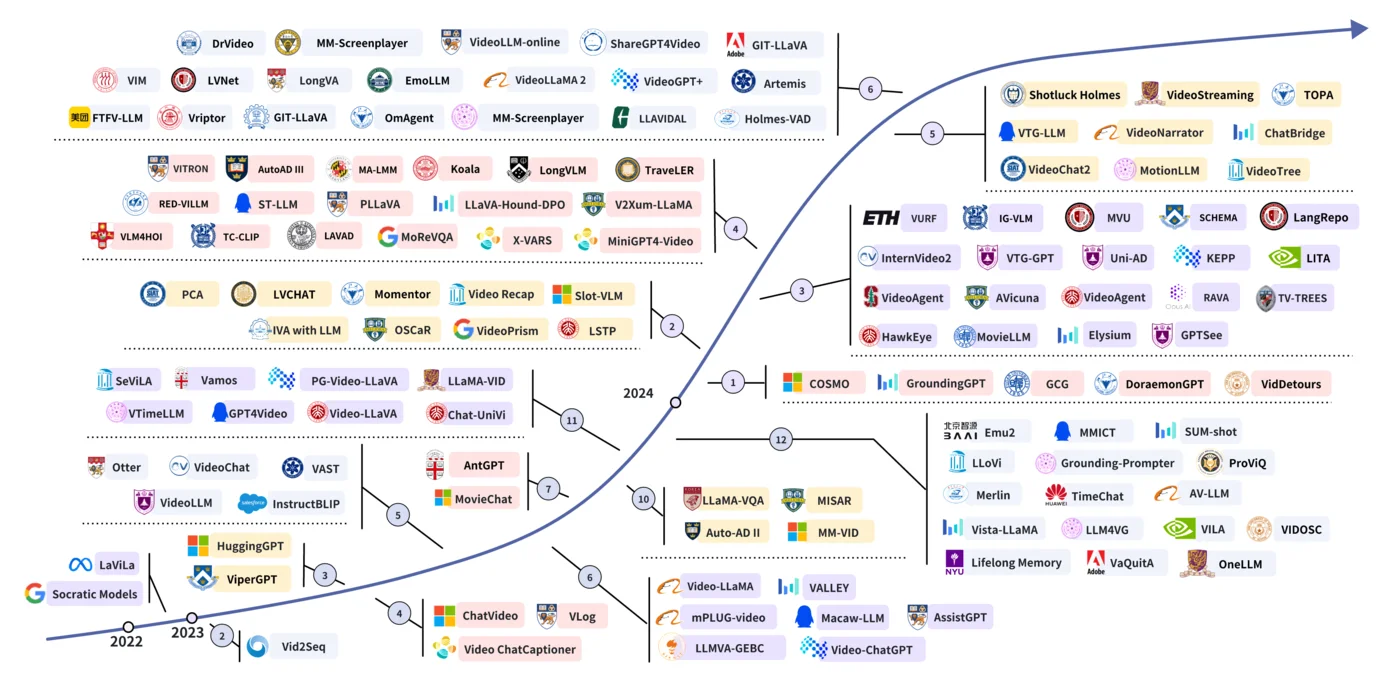 DrVideo MM-Screenplayer VideoLLM-online ShareGPT4Video Adobe GIT-LLaVA
VIM LVNet LongVA EmoLLM VideoLLaMA 2 VideoGPT+ Artemis
美团 FTFV-LLM Vriptor GIT-LLaVA OmAgent MM-Screenplayer LLAVIDAL Holmes-VAD
6
Shotluck Holmes VideoStreaming TOPA
VTG-LLM VideoNarrator ChatBridge
VideoChat2 MotionLLM VideoTree
5
VITRON AutoAD III MA-LMM Koala LongVLM TraveLER
RED-VILLM ST-LLM PLLaVA LLaVA-Hound-DPO V2Xum-LLaMA
VLM4HOI TC-CLIP LAVAD MoReVQA X-VARS MiniGPT4-Video
4
ETH VURF IG-VLM MVU SCHEMA LangRepo
InternVideo2 VTG-GPT Uni-AD KEPP LITA
VideoAgent AVicuna VideoAgent RAVA TV-TREES
HawkEye MovieLLM Elysium GPTSee
3
PCA LVCHAT Momentor Video Recap Slot-VLM
IVA with LLM OSCaR VideoPrism LSTP
2
1
COSMO GroundingGPT GCG DoraemonGPT VidDetours
2024
SeViLA Vamos PG-Video-LLaVA LLaMA-VID
VTimeLLM GPT4Video Video-LLaVA Chat-UniVi
11
12
北京智源
BAAI Emu2 MMICT SUM-shot
LLoVi Grounding-Prompter ProViQ
Merlin HUAWEI TimeChat AV-LLM
Vista-LLaMA LLM4VG VILA VIDOSC
NYU Lifelong Memory Adobe VaQuitA OneLLM
Otter VideoChat VAST
VideoLLM salesforce InstructBLIP
5
AntGPT
MovieChat
7
10
LLaMA-VQA MISAR
Auto-AD II MM-VID
LaViLa
Socratic Models
HuggingGPT
ViperGPT
3
4
ChatVideo VLog
Video ChatCaptioner
6
Video-LLaMA VALLEY
mPLUG-video Macaw-LLM AssistGPT
LLMVA-GEBC Video-ChatGPT
2022
2023
2
Vid2Seq